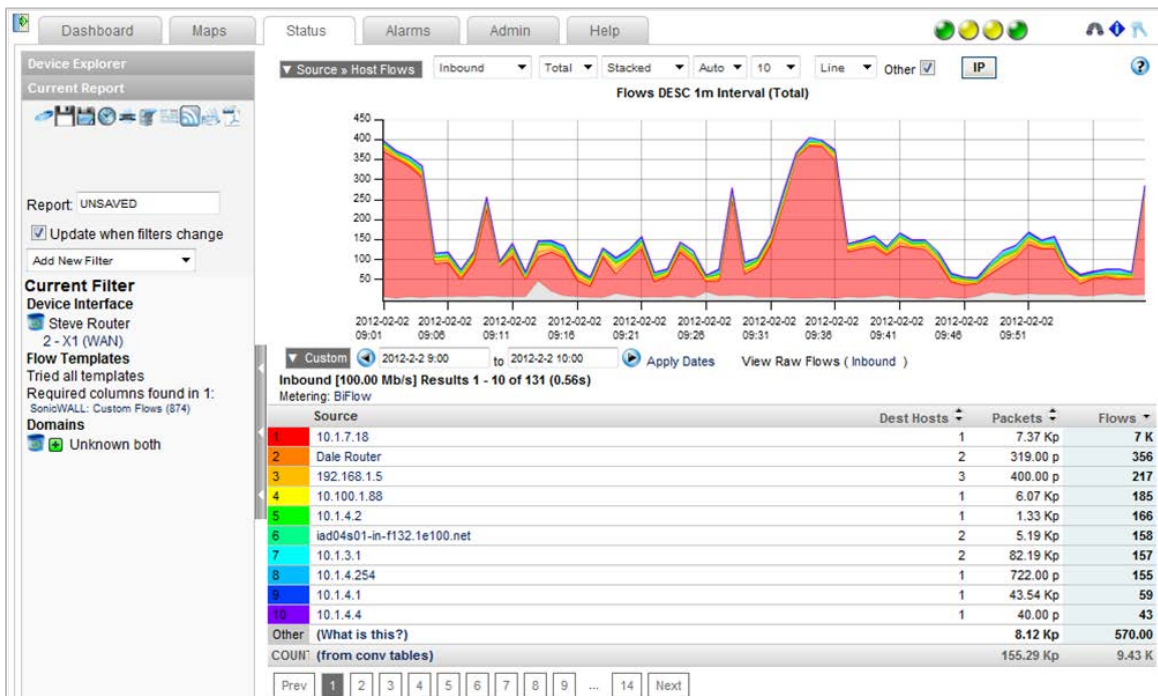 Dashboard Maps Status Alarms Admin Help
Device Explorer
Current Report
Report: UNSAVED
Update when filters change
Add New Filter
Current Filter
Device Interface
Steve Router
2 - X1 (WAN)
Flow Templates
Tried all templates
Required columns found in 1:
SonicWALL: Custom Flows (874)
Domains
Unknown both
Source » Host Flows Inbound Total Stacked Auto 10 Line Other IP
Flows DESC 1m Interval (Total)
450
400
350
300
250
200
150
100
50
2012-02-02 2012-02-02 2012-02-02 2012-02-02 2012-02-02 2012-02-02 2012-02-02 2012-02-02 2012-02-02 2012-02-02 2012-02-02
09:01 09:06 09:11 09:16 09:21 09:26 09:31 09:36 09:41 09:46 09:51
Custom 2012-2-2 9:00 to 2012-2-2 10:00 Apply Dates View Raw Flows ( Inbound )
Inbound [100.00 Mb/s] Results 1 - 10 of 131 (0.56s)
Metering: BiFlow
Source Dest Hosts Packets Flows
1 10.1.7.18 1 7.37 Kp 7 K
2 Dale Router 2 319.00 p 356
3 192.168.1.5 3 400.00 p 217
4 10.100.1.88 1 6.07 Kp 185
5 10.1.4.2 1 1.33 Kp 166
6 iad04s01-in-f132.1e100.net 2 5.19 Kp 158
7 10.1.3.1 2 82.19 Kp 157
8 10.1.4.254 1 722.00 p 155
9 10.1.4.1 1 43.54 Kp 59
10 10.1.4.4 1 40.00 p 43
Other (What is this?) 8.12 Kp 570.00
COUNT (from conv tables) 155.29 Kp 9.43 K
Prev 1 2 3 4 5 6 7 8 9 ... 14 Next